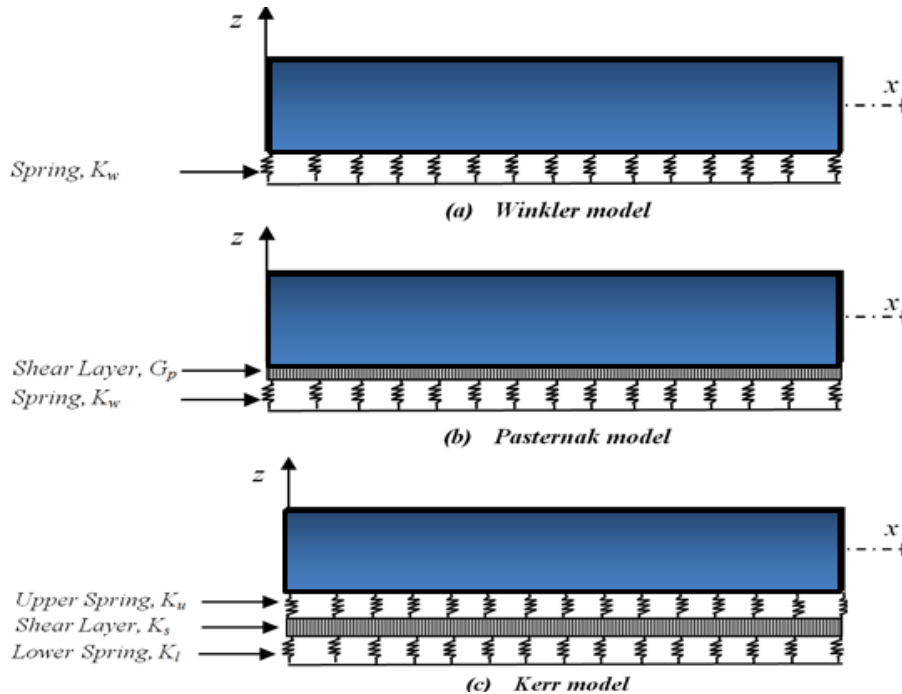 z
x
Spring, K_w
(a) Winkler model
z
x
Shear Layer, G_p
Spring, K_w
(b) Pasternak model
z
x
Upper Spring, K_u
Shear Layer, K_s
Lower Spring, K_l
(c) Kerr model